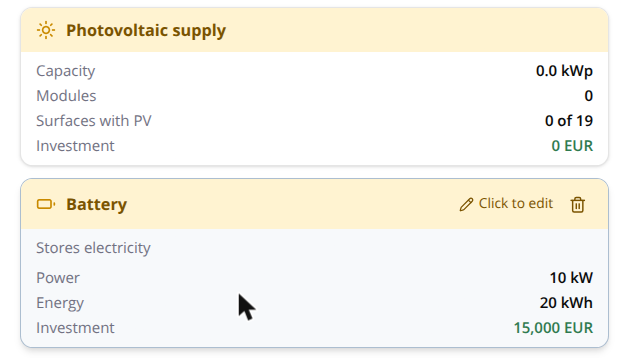 Photovoltaic supply
Capacity 0.0 kWp
Modules 0
Surfaces with PV 0 of 19
Investment 0 EUR
Battery Click to edit
Stores electricity
Power 10 kW
Energy 20 kWh
Investment 15,000 EUR